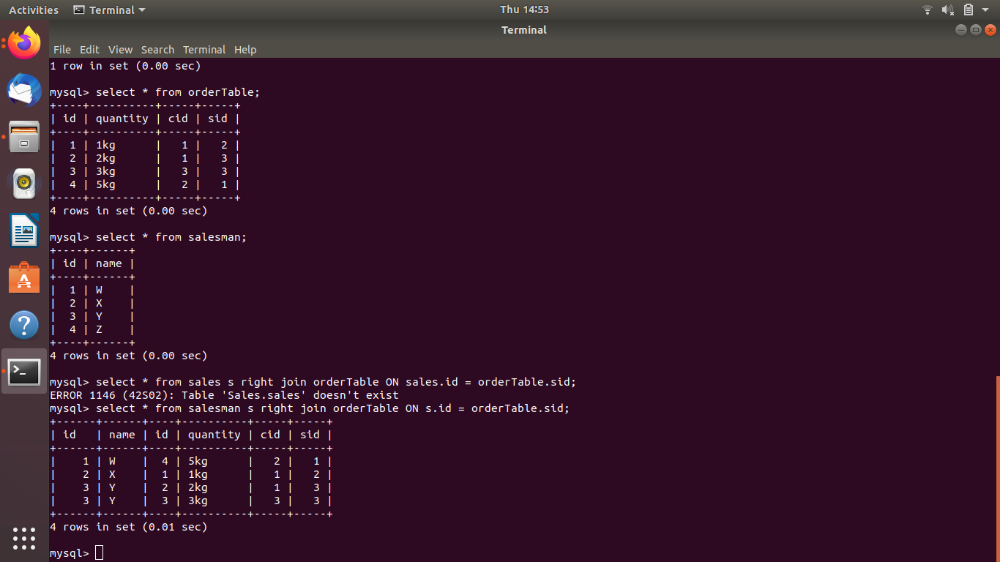 Activities Terminal Thu 14:53
Terminal
File Edit View Search Terminal Help
1 row in set (0.00 sec)
mysql> select * from orderTable;
+----+----------+-----+-----+
| id | quantity | cid | sid |
+----+----------+-----+-----+
|  1 | 1kg      |   1 |   2 |
|  2 | 2kg      |   1 |   3 |
|  3 | 3kg      |   3 |   3 |
|  4 | 5kg      |   2 |   1 |
+----+----------+-----+-----+
4 rows in set (0.00 sec)
mysql> select * from salesman;
+----+------+
| id | name |
+----+------+
|  1 | W    |
|  2 | X    |
|  3 | Y    |
|  4 | Z    |
+----+------+
4 rows in set (0.00 sec)
mysql> select * from sales s right join orderTable ON sales.id = orderTable.sid;
ERROR 1146 (42S02): Table 'Sales.sales' doesn't exist
mysql> select * from salesman s right join orderTable ON s.id = orderTable.sid;
+------+------+----+----------+-----+-----+
| id   | name | id | quantity | cid | sid |
+------+------+----+----------+-----+-----+
|    1 | W    |  4 | 5kg      |   2 |   1 |
|    2 | X    |  1 | 1kg      |   1 |   2 |
|    3 | Y    |  2 | 2kg      |   1 |   3 |
|    3 | Y    |  3 | 3kg      |   3 |   3 |
+------+------+----+----------+-----+-----+
4 rows in set (0.01 sec)
mysql>